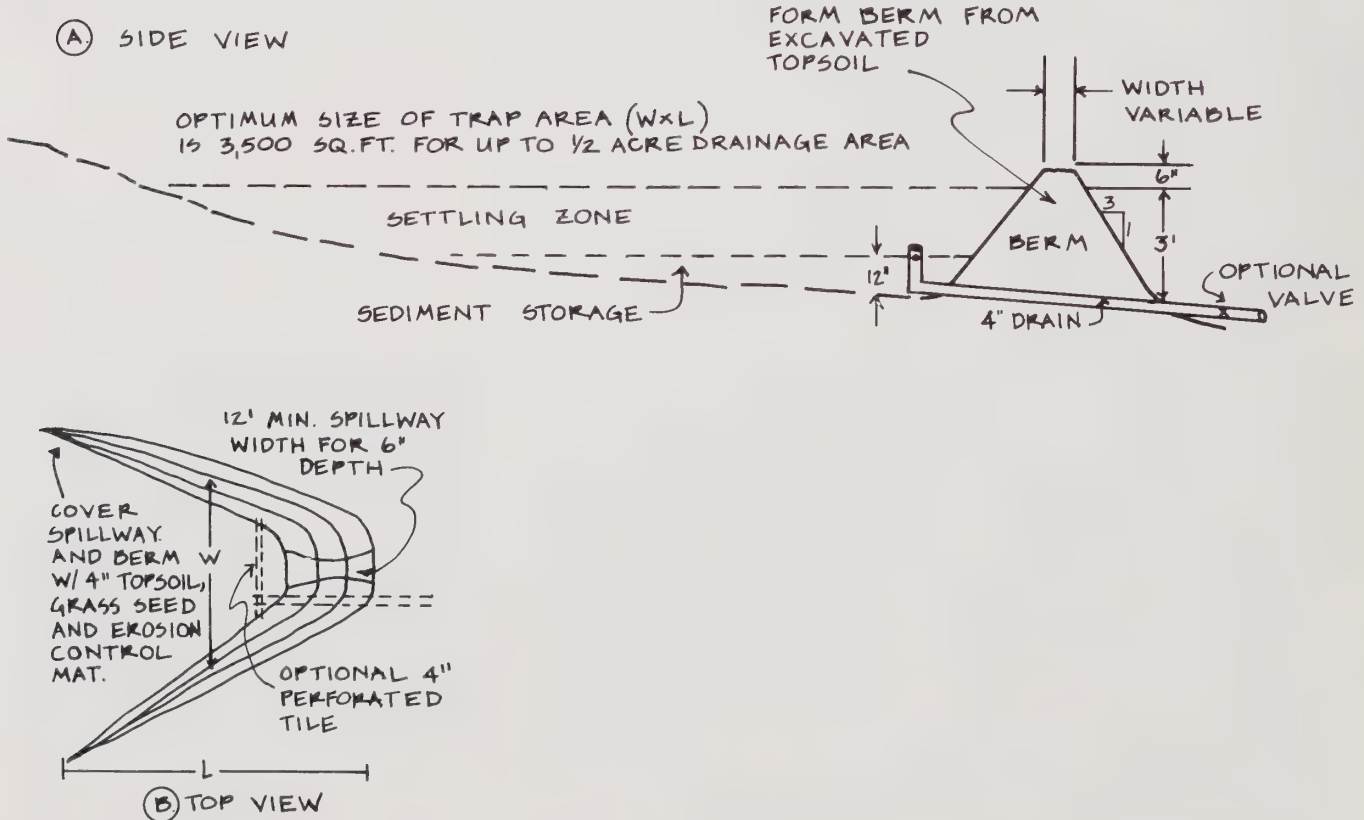 (A) SIDE VIEW
FORM BERM FROM
EXCAVATED
TOPSOIL
WIDTH
VARIABLE
OPTIMUM SIZE OF TRAP AREA (WxL)
IS 3,500 SQ.FT. FOR UP TO 1/2 ACRE DRAINAGE AREA
6"
SETTLING ZONE
3
1
BERM
3'
12"
OPTIONAL
VALVE
SEDIMENT STORAGE
4" DRAIN
12' MIN. SPILLWAY
WIDTH FOR 6"
DEPTH
COVER
SPILLWAY
AND BERM
W/ 4" TOPSOIL,
GRASS SEED
AND EROSION
CONTROL
MAT.
W
OPTIONAL 4"
PERFORATED
TILE
L
(B) TOP VIEW